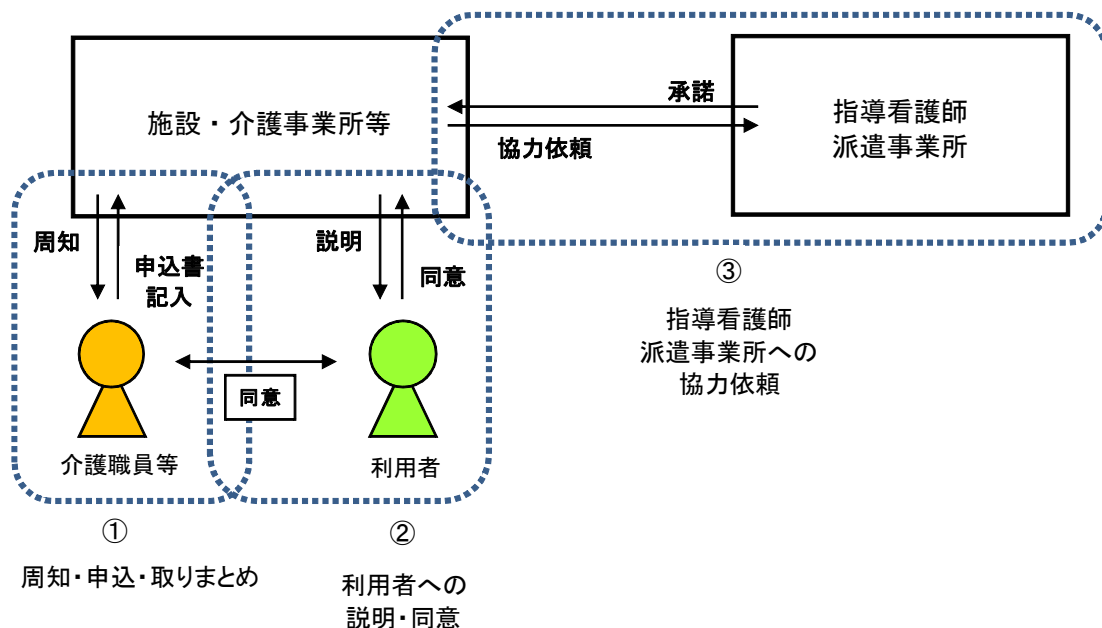 施設・介護事業所等
承諾
協力依頼
指導看護師
派遣事業所
周知
申込書
記入
説明
同意
同意
介護職員等
利用者
①
周知・申込・取りまとめ
②
利用者への
説明・同意
③
指導看護師
派遣事業所への
協力依頼